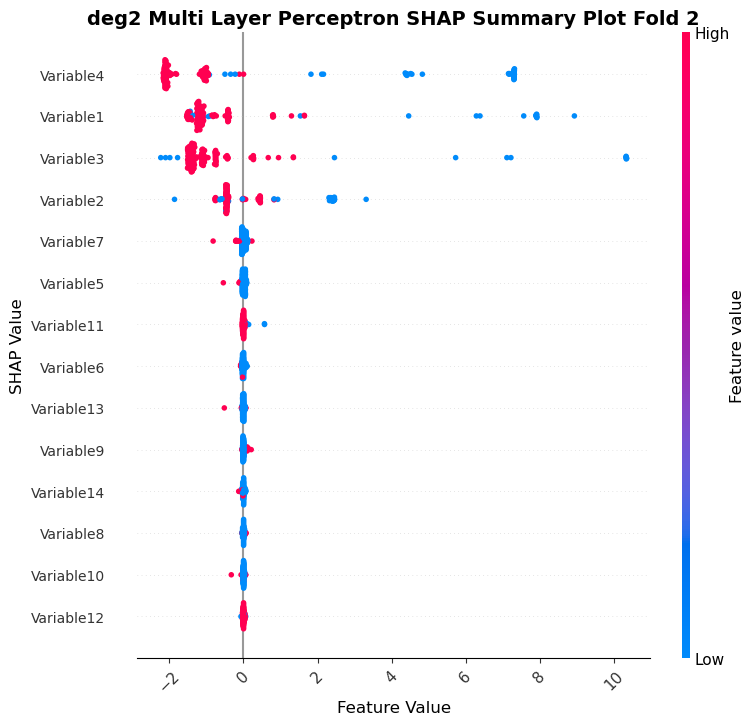 deg2 Multi Layer Perceptron SHAP Summary Plot Fold 2
High
Variable4
Variable1
Variable3
Variable2
Variable7
Variable5
Variable11
Variable6
Variable13
Variable9
Variable14
Variable8
Variable10
Variable12
SHAP Value
Feature value
Low
−2
0
2
4
6
8
10
Feature Value